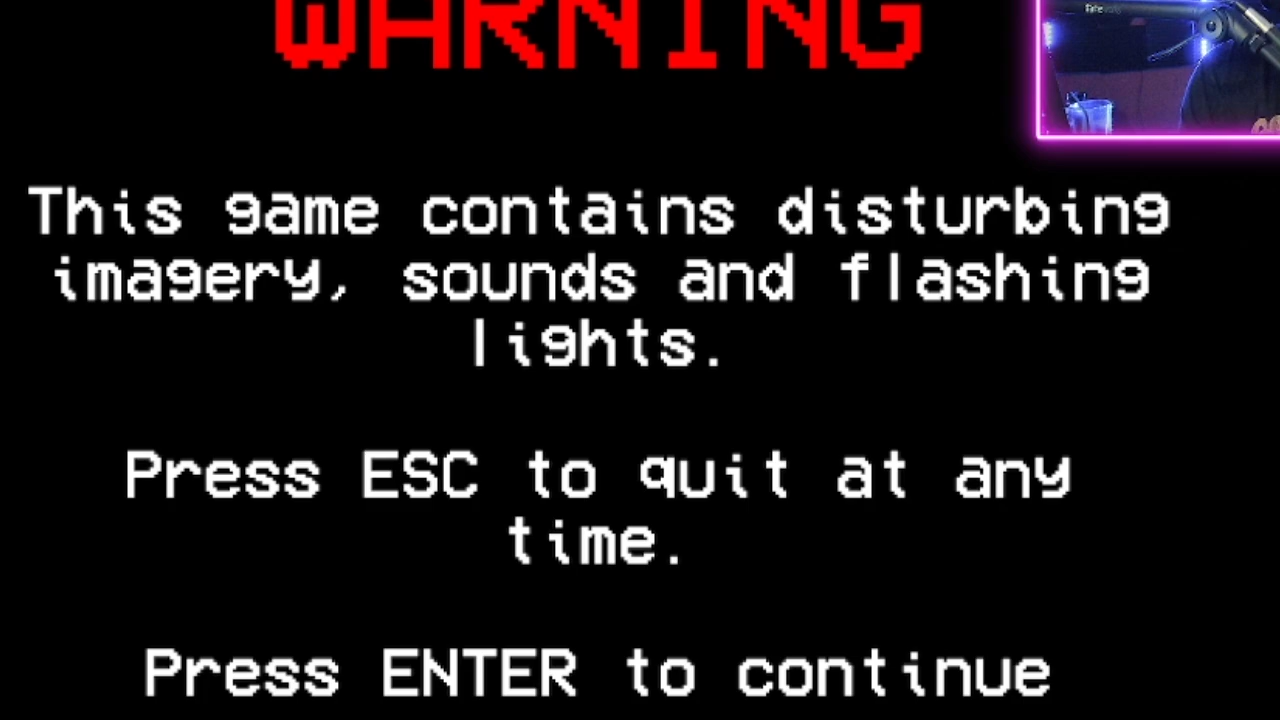 WARNING
This game contains disturbing
imagery, sounds and flashing
lights.
Press ESC to quit at any
time.
Press ENTER to continue